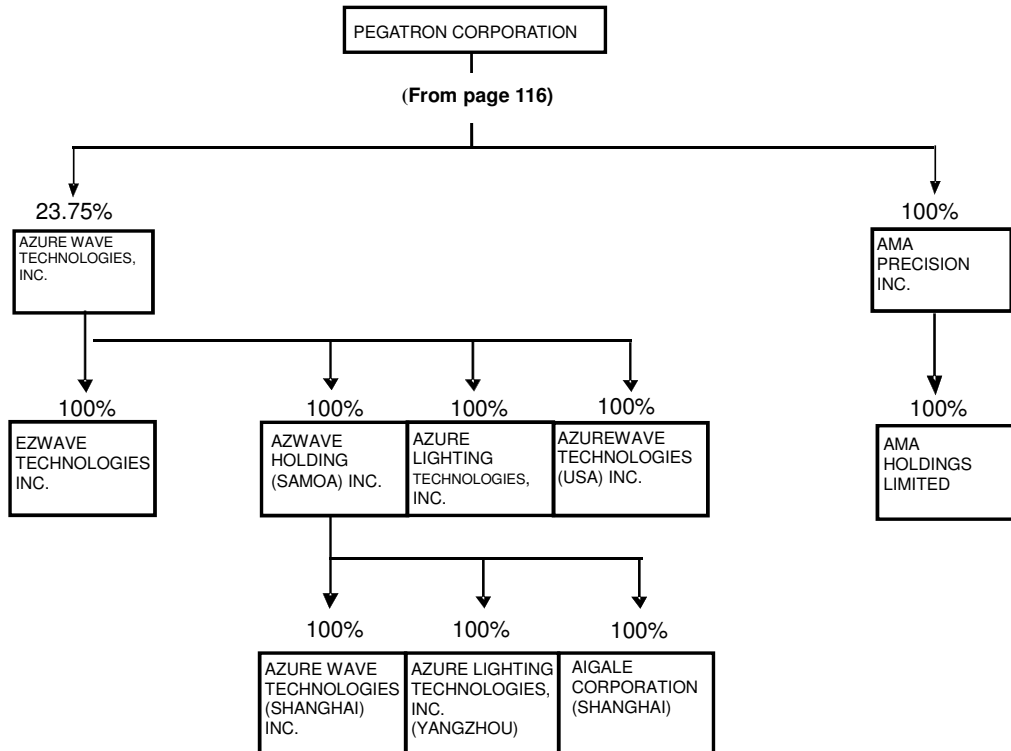 PEGATRON CORPORATION
(From page 116)
23.75%
100%
AZURE WAVE
TECHNOLOGIES,
INC.
AMA
PRECISION
INC.
100%
100%
100%
100%
100%
EZWAVE
TECHNOLOGIES
INC.
AZWAVE
HOLDING
(SAMOA) INC.
AZURE
LIGHTING
TECHNOLOGIES,
INC.
AZUREWAVE
TECHNOLOGIES
(USA) INC.
AMA
HOLDINGS
LIMITED
100%
100%
100%
AZURE WAVE
TECHNOLOGIES
(SHANGHAI)
INC.
AZURE LIGHTING
TECHNOLOGIES,
INC.
(YANGZHOU)
AIGALE
CORPORATION
(SHANGHAI)